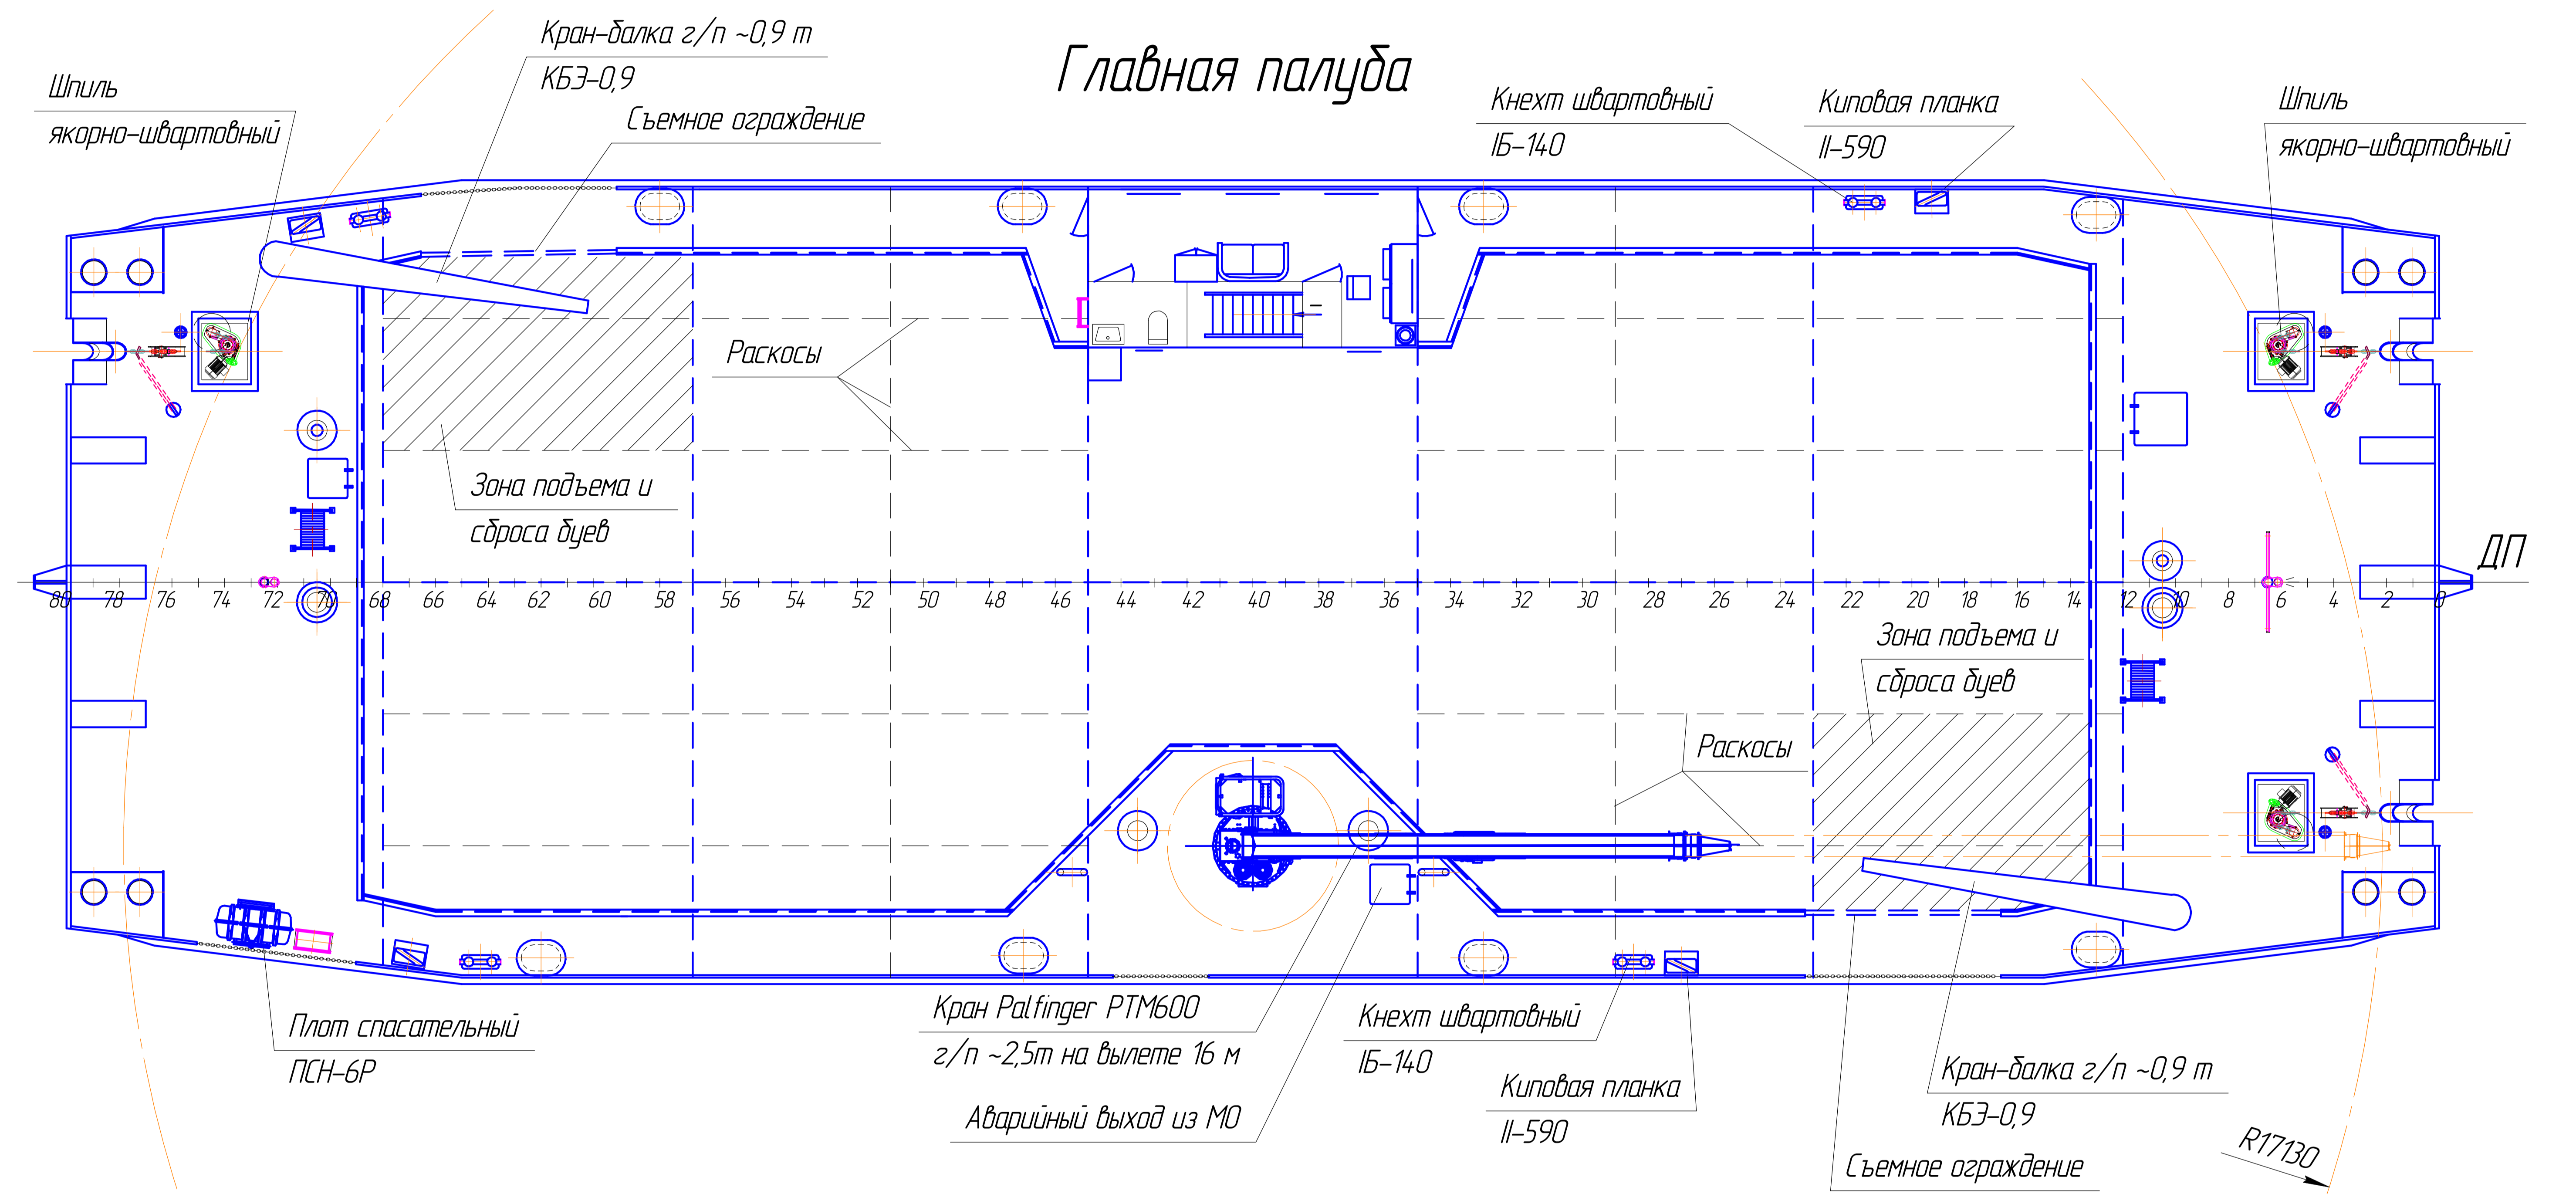 Главная палуба
Шпиль
якорно-швартовный
Кран-балка г/п ~0,9 т
КБЭ-0,9
Съемное ограждение
Кнехт швартовный
IБ-140
Киповая планка
II-590
Шпиль
якорно-швартовный
Раскосы
Зона подъема и
сброса буев
ДП
80 78 76 74 72 70 68 66 64 62 60 58 56 54 52 50 48 46 44 42 40 38 36 34 32 30 28 26 24 22 20 18 16 14 12 10 8 6 4 2 0
Зона подъема и
сброса буев
Раскосы
Плот спасательный
ПСН-6Р
Кран Palfinger PTM600
г/п ~2,5т на вылете 16 м
Аварийный выход из МО
Кнехт швартовный
IБ-140
Киповая планка
II-590
Кран-балка г/п ~0,9 т
КБЭ-0,9
Съемное ограждение
R17130